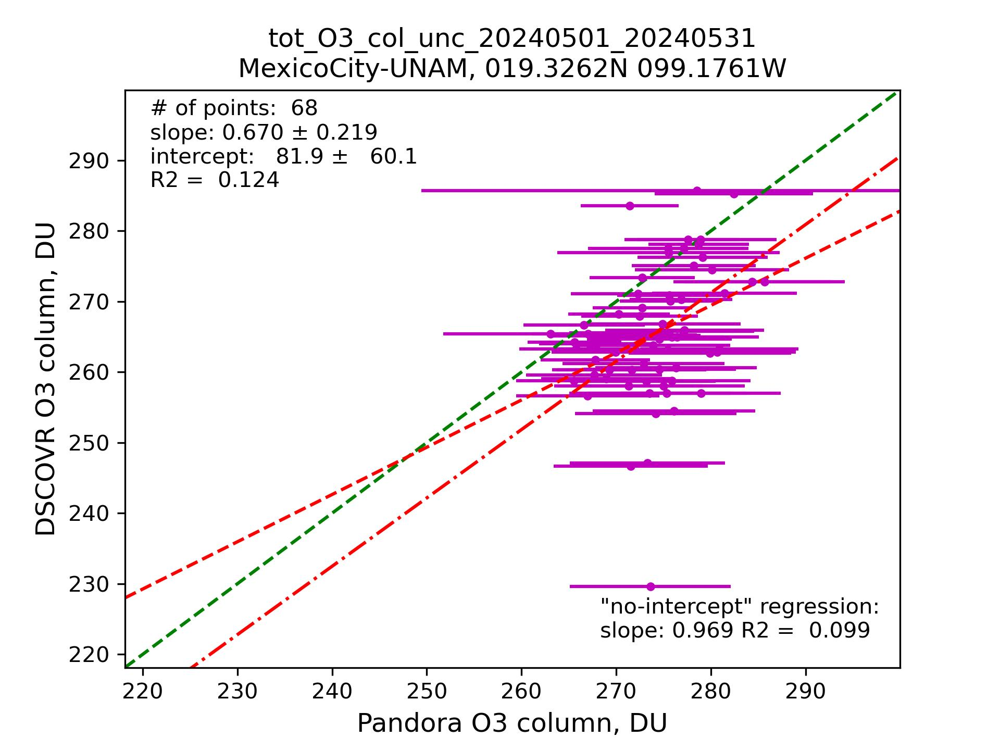 tot_O3_col_unc_20240501_20240531
MexicoCity-UNAM, 019.3262N 099.1761W
# of points:  68
slope: 0.670 ± 0.219
intercept:   81.9 ±   60.1
R2 =  0.124
290
280
270
260
250
240
230
220
DSCOVR O3 column, DU
"no-intercept" regression:
slope: 0.969 R2 =  0.099
220 230 240 250 260 270 280 290
Pandora O3 column, DU